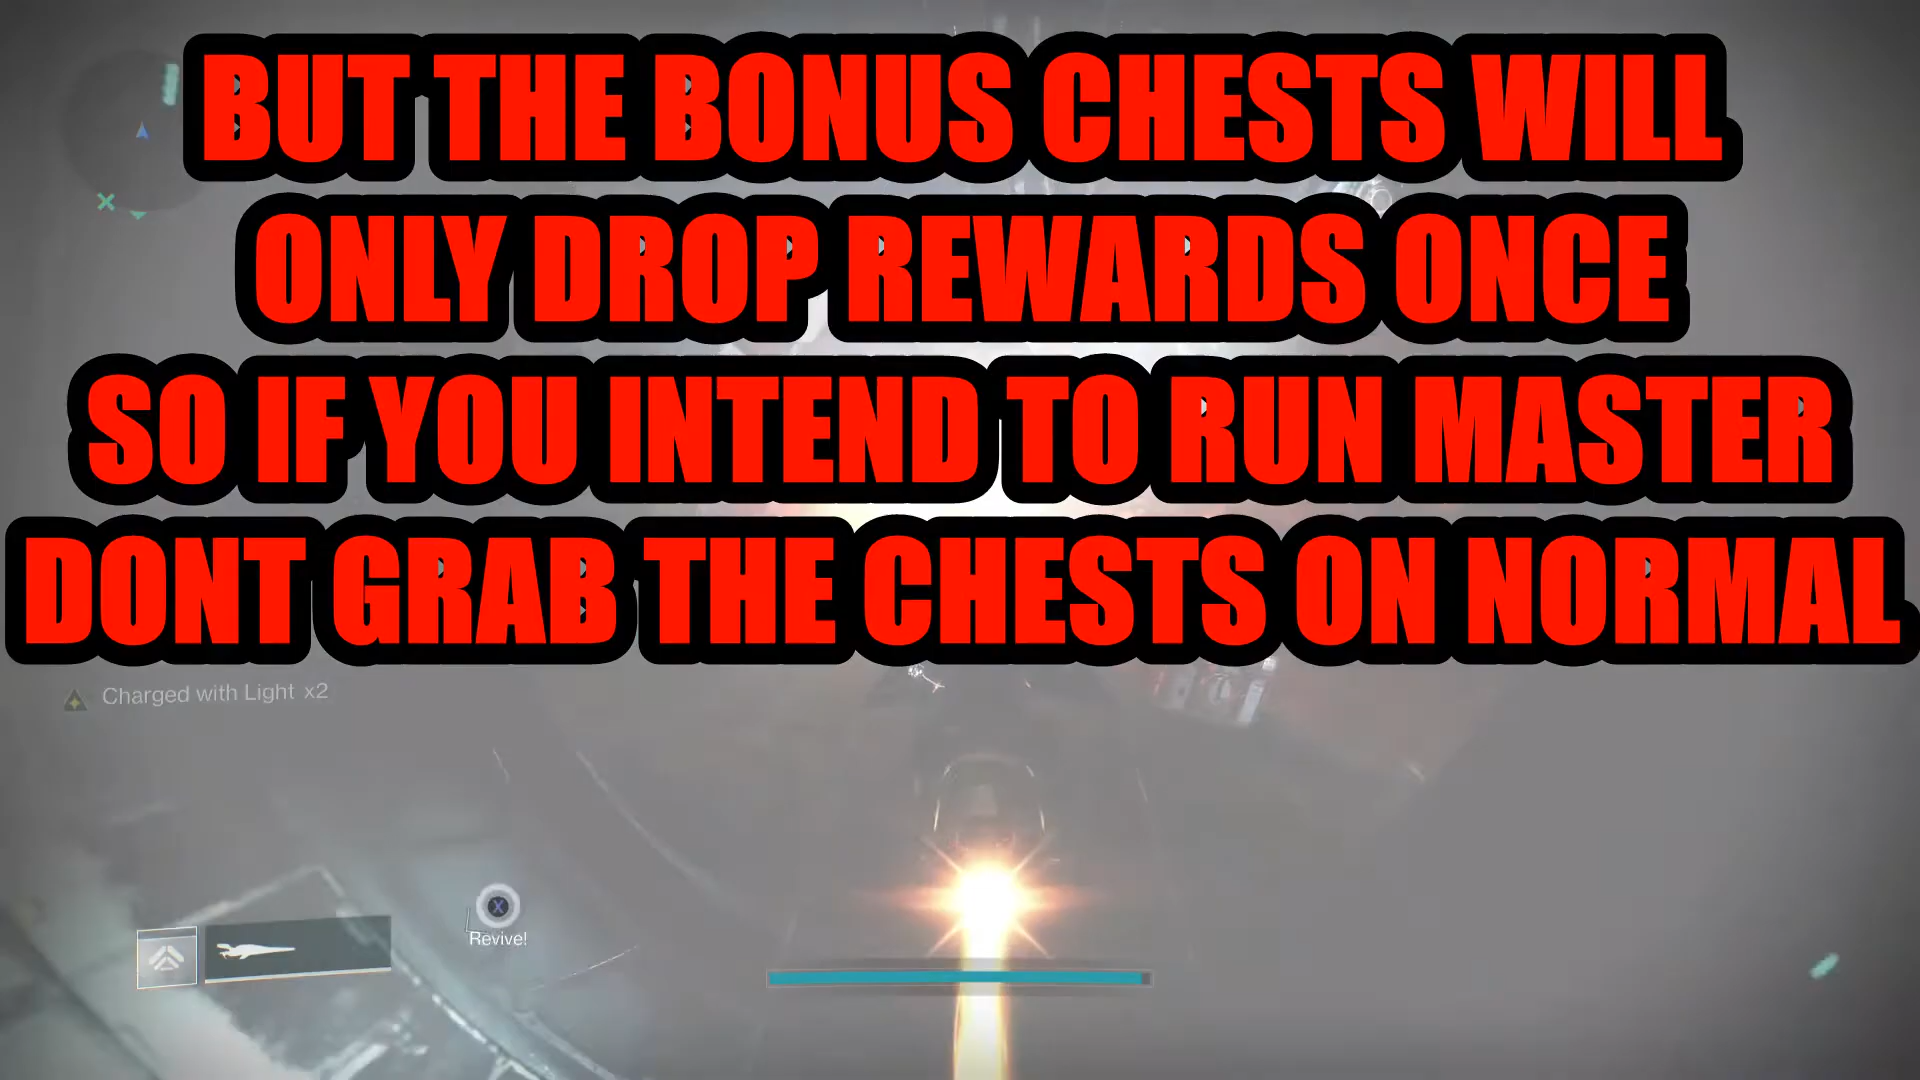 BUT THE BONUS CHESTS WILL
ONLY DROP REWARDS ONCE
SO IF YOU INTEND TO RUN MASTER
DONT GRAB THE CHESTS ON NORMAL
Charged with Light x2
X
Revive!